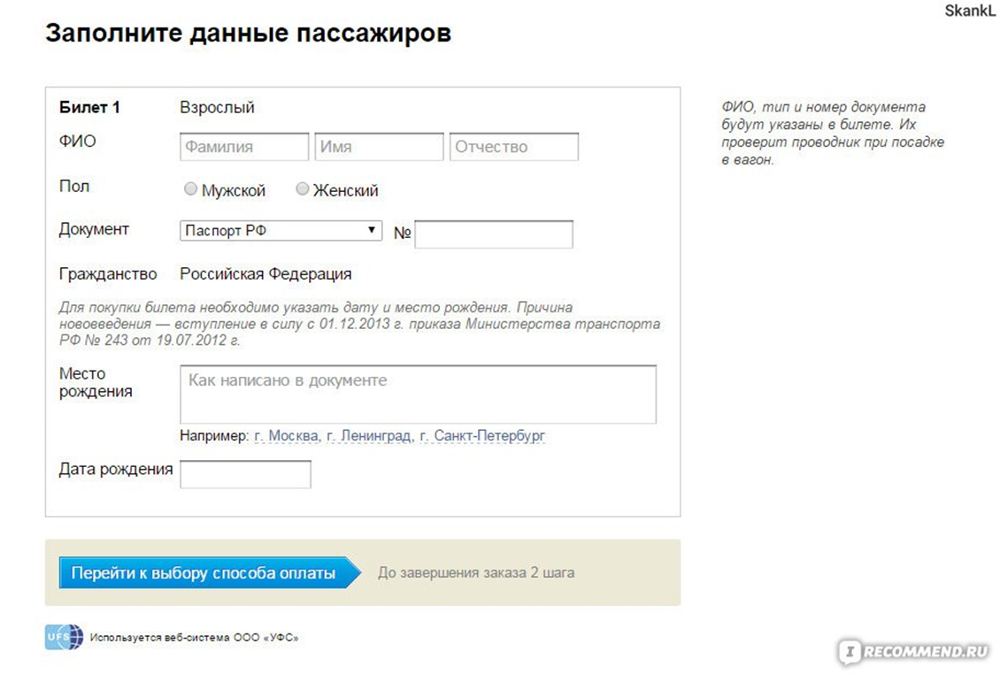 SkankL
Заполните данные пассажиров
Билет 1 Взрослый
ФИО Фамилия Имя Отчество
Пол Мужской Женский
Документ Паспорт РФ №
Гражданство Российская Федерация
Для покупки билета необходимо указать дату и место рождения. Причина
нововведения — вступление в силу с 01.12.2013 г. приказа Министерства транспорта
РФ № 243 от 19.07.2012 г.
Место
рождения
Как написано в документе
Например: г. Москва, г. Ленинград, г. Санкт-Петербург
Дата рождения
ФИО, тип и номер документа
будут указаны в билете. Их
проверит проводник при посадке
в вагон.
Перейти к выбору способа оплаты До завершения заказа 2 шага
UFS Используется веб-система ООО «УФС»
I RECOMMEND.RU